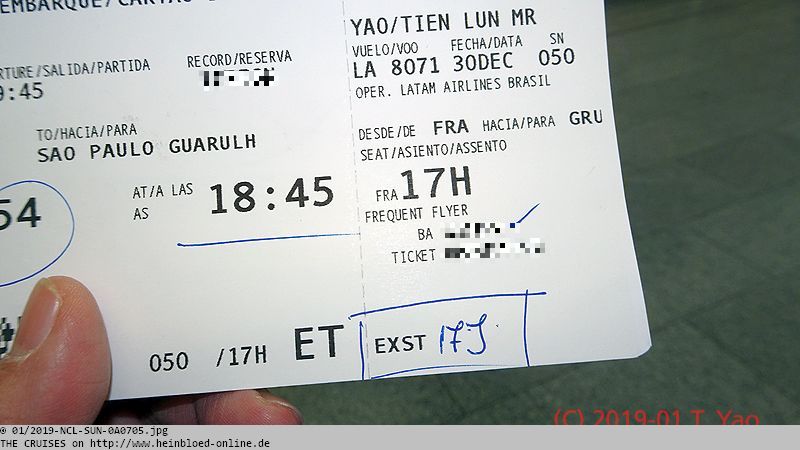 EMBARQUE/
YAO/TIEN LUN MR
VUELO/VOO FECHA/DATA SN
LA 8071 30DEC 050
OPER. LATAM AIRLINES BRASIL
RTURE/SALIDA/PARTIDA
RECORD/RESERVA
:45
TO/HACIA/PARA
SAO PAULO GUARULH
DESDE/DE FRA HACIA/PARA GRU
SEAT/ASIENTO/ASSENTO
FRA 17H
54
AT/A LAS
AS
18:45
FREQUENT FLYER
BA
TICKET
050 /17H ET
EXST 17J
(C) 2019-01 T. Yao
@ 01/2019-NCL-SUN-0A0705.jpg
THE CRUISES on http://www.heinbloed-online.de